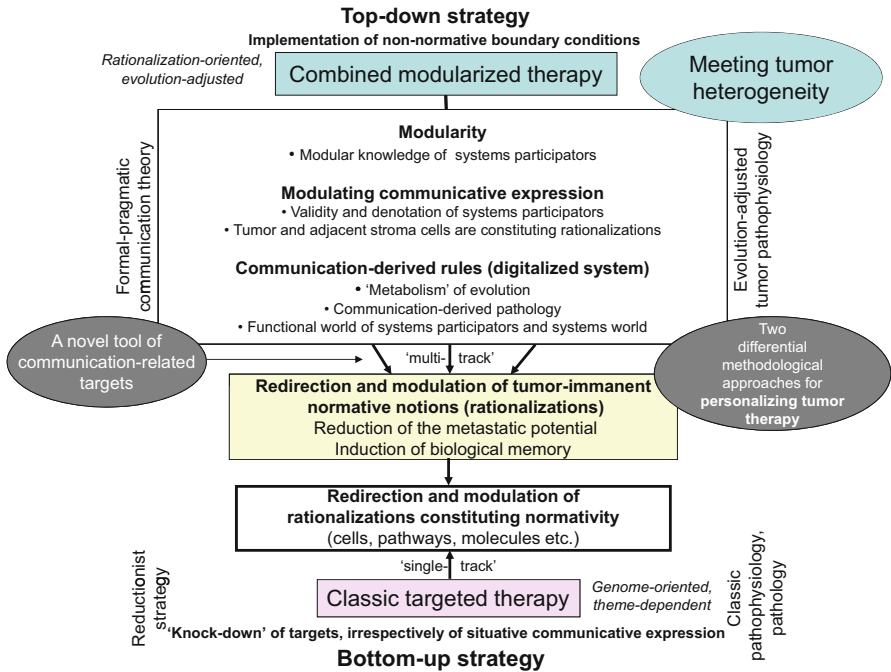 Top-down strategy
Implementation of non-normative boundary conditions
Rationalization-oriented,
evolution-adjusted
Combined modularized therapy
Meeting tumor
heterogeneity
Formal-pragmatic
communication theory
Modularity
• Modular knowledge of systems participators
Modulating communicative expression
• Validity and denotation of systems participators
• Tumor and adjacent stroma cells are constituting rationalizations
Communication-derived rules (digitalized system)
• ‘Metabolism’ of evolution
• Communication-derived pathology
• Functional world of systems participators and systems world
Evolution-adjusted
tumor pathophysiology
A novel tool of
communication-related
targets
‘multi- track’
Two
differential
methodological
approaches for
personalizing tumor
therapy
Redirection and modulation of tumor-immanent
normative notions (rationalizations)
Reduction of the metastatic potential
Induction of biological memory
Redirection and modulation of
rationalizations constituting normativity
(cells, pathways, molecules etc.)
‘single- track’
Reductionist
strategy
Classic targeted therapy
Genome-oriented,
theme-dependent
Classic
pathophysiology,
pathology
‘Knock-down’ of targets, irrespectively of situative communicative expression
Bottom-up strategy